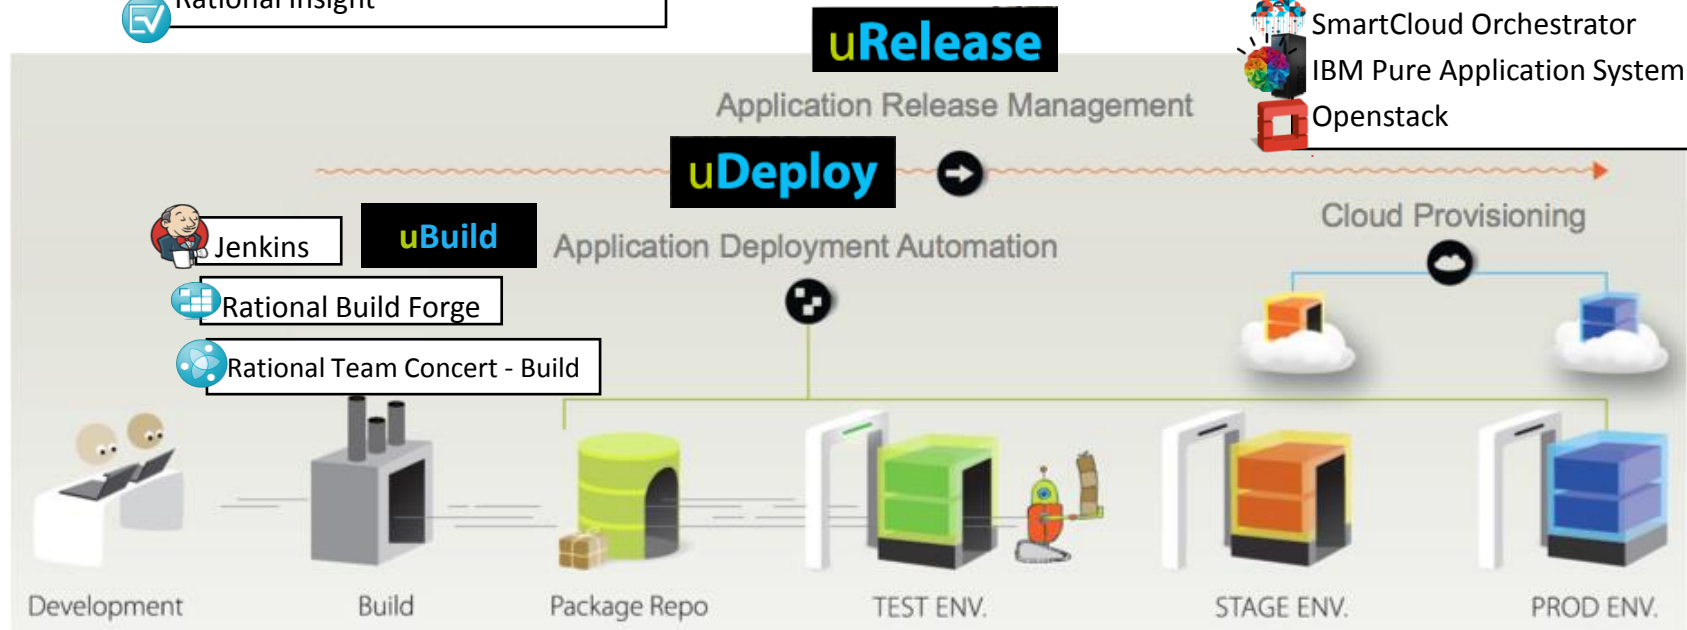 Rational Insight
uRelease
SmartCloud Orchestrator
IBM Pure Application System
Openstack
Application Release Management
uDeploy
Cloud Provisioning
Jenkins
uBuild
Application Deployment Automation
Rational Build Forge
Rational Team Concert - Build
Development
Build
Package Repo
TEST ENV.
STAGE ENV.
PROD ENV.